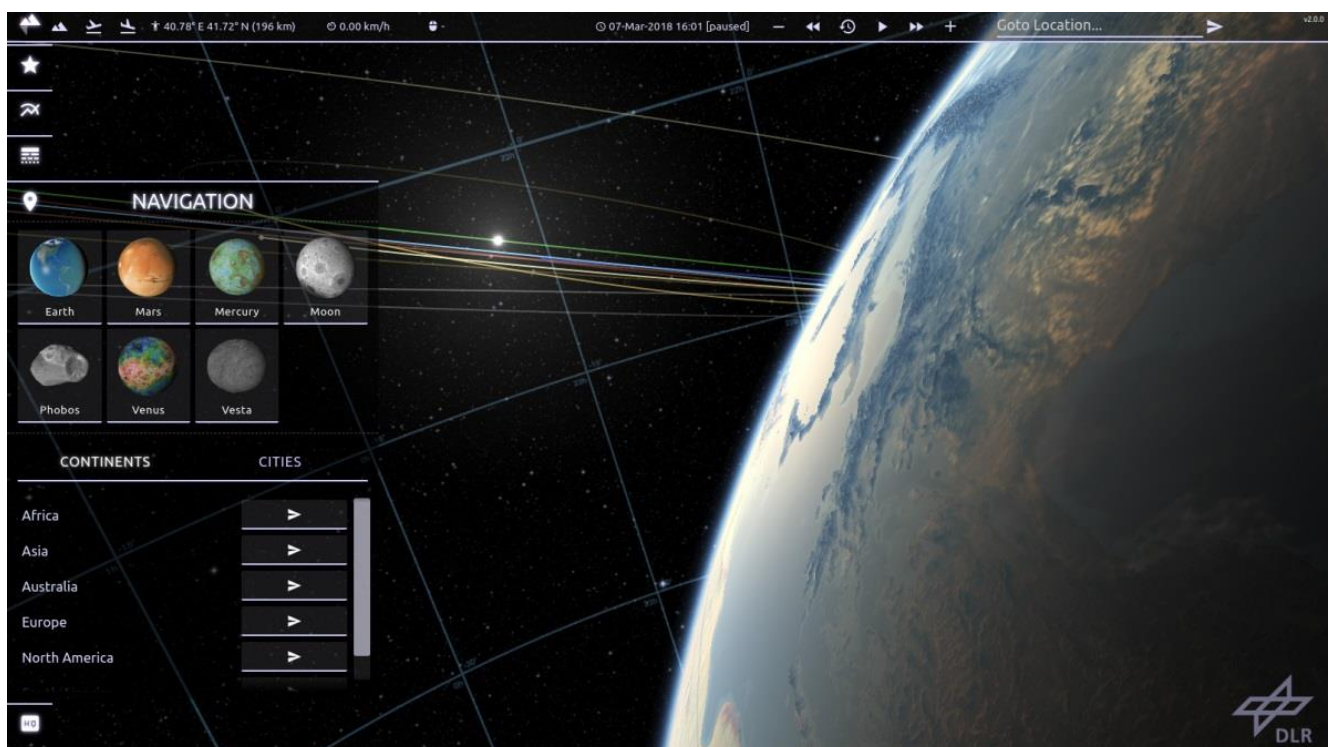 40.78° E 41.72° N (196 km) 0.00 km/h - 07-Mar-2018 16:01 [paused] Goto Location... v2.0.0
NAVIGATION
Earth Mars Mercury Moon
Phobos Venus Vesta
CONTINENTS CITIES
Africa
Asia
Australia
Europe
North America
HQ
DLR